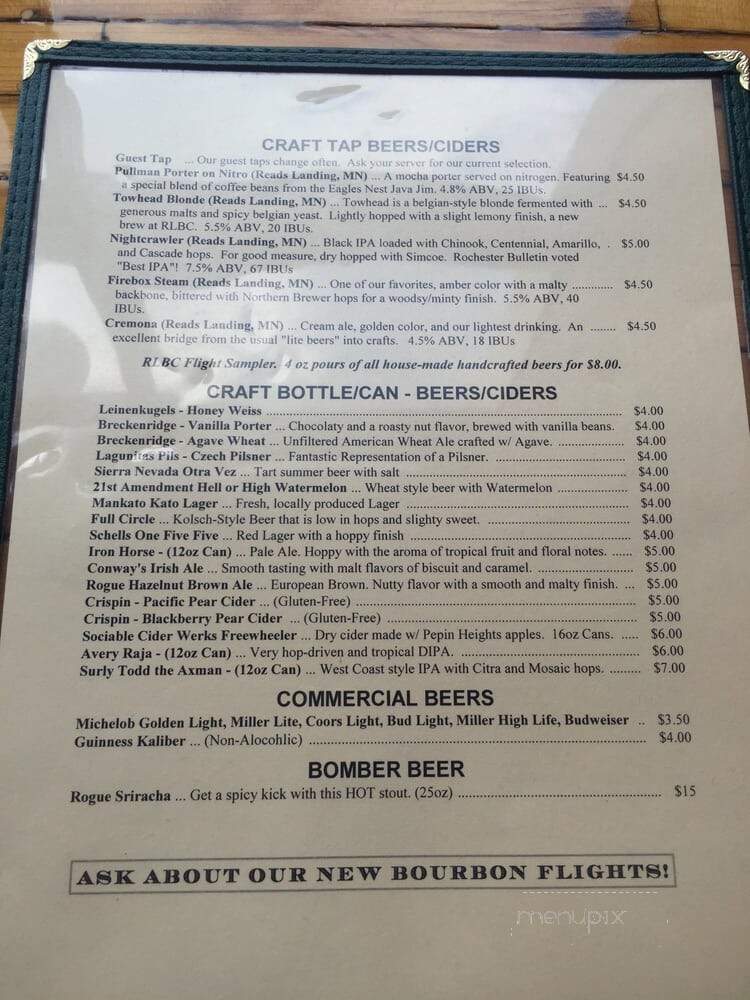 CRAFT TAP BEERS/CIDERS
Guest Tap ... Our guest taps change often. Ask your server for our current selection.
Pullman Porter on Nitro (Reads Landing, MN) ... A mocha porter served on nitrogen. Featuring $4.50
a special blend of coffee beans from the Eagles Nest Java Jim. 4.8% ABV, 25 IBUs.
Towhead Blonde (Reads Landing, MN) ... Towhead is a belgian-style blonde fermented with ... $4.50
generous malts and spicy belgian yeast. Lightly hopped with a slight lemony finish, a new
brew at RLBC. 5.5% ABV, 20 IBUs.
Nightcrawler (Reads Landing, MN) ... Black IPA loaded with Chinook, Centennial, Amarillo, . $5.00
and Cascade hops. For good measure, dry hopped with Simcoe. Rochester Bulletin voted
"Best IPA"! 7.5% ABV, 67 IBUs
Firebox Steam (Reads Landing, MN) ... One of our favorites, amber color with a malty ............. $4.50
backbone, bittered with Northern Brewer hops for a woodsy/minty finish. 5.5% ABV, 40
IBUs.
Cremona (Reads Landing, MN) ... Cream ale, golden color, and our lightest drinking. An ........ $4.50
excellent bridge from the usual "lite beers" into crafts. 4.5% ABV, 18 IBUs
RLBC Flight Sampler. 4 oz pours of all house-made handcrafted beers for $8.00.
CRAFT BOTTLE/CAN - BEERS/CIDERS
Leinenkugels - Honey Weiss ........................................ $4.00
Breckenridge - Vanilla Porter ... Chocolaty and a roasty nut flavor, brewed with vanilla beans. $4.00
Breckenridge - Agave Wheat ... Unfiltered American Wheat Ale crafted w/ Agave. .................. $4.00
Lagunitas Pils - Czech Pilsner ... Fantastic Representation of a Pilsner. ................................... $4.00
Sierra Nevada Otra Vez ... Tart summer beer with salt ........................................ $4.00
21st Amendment Hell or High Watermelon ... Wheat style beer with Watermelon ................... $4.00
Mankato Kato Lager ... Fresh, locally produced Lager ........................................ $4.00
Full Circle ... Kolsch-Style Beer that is low in hops and slighty sweet. ................................... $4.00
Schells One Five Five ... Red Lager with a hoppy finish ........................................ $4.00
Iron Horse - (12oz Can) ... Pale Ale. Hoppy with the aroma of tropical fruit and floral notes. ...... $5.00
Conway's Irish Ale ... Smooth tasting with malt flavors of biscuit and caramel. ......................... $5.00
Rogue Hazelnut Brown Ale ... European Brown. Nutty flavor with a smooth and malty finish. ... $5.00
Crispin - Pacific Pear Cider ... (Gluten-Free) ........................................ $5.00
Crispin - Blackberry Pear Cider ... (Gluten-Free) ........................................ $5.00
Sociable Cider Werks Freewheeler ... Dry cider made w/ Pepin Heights apples. 16oz Cans. ..... $6.00
Avery Raja - (12oz Can) ... Very hop-driven and tropical DIPA. ........................................ $6.00
Surly Todd the Axman - (12oz Can) ... West Coast style IPA with Citra and Mosaic hops. ......... $7.00
COMMERCIAL BEERS
Michelob Golden Light, Miller Lite, Coors Light, Bud Light, Miller High Life, Budweiser .. $3.50
Guinness Kaliber ... (Non-Alocohlic) ........................................ $4.00
BOMBER BEER
Rogue Sriracha ... Get a spicy kick with this HOT stout. (25oz) ........................................ $15
ASK ABOUT OUR NEW BOURBON FLIGHTS!
menupix